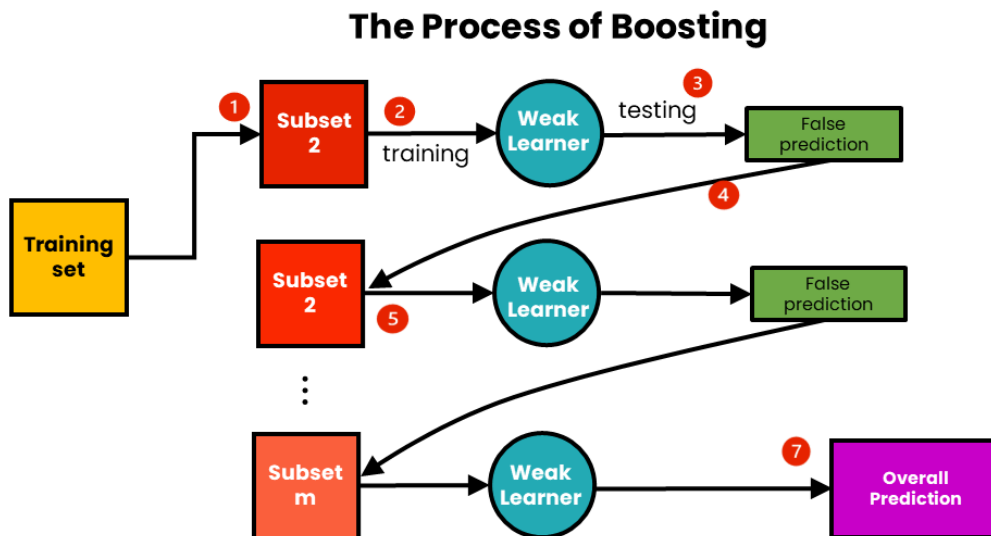 The Process of Boosting
1
Subset
2
2
training
Weak
Learner
3
testing
False
prediction
4
Training
set
Subset
2
5
Weak
Learner
False
prediction
Subset
m
Weak
Learner
7
Overall
Prediction